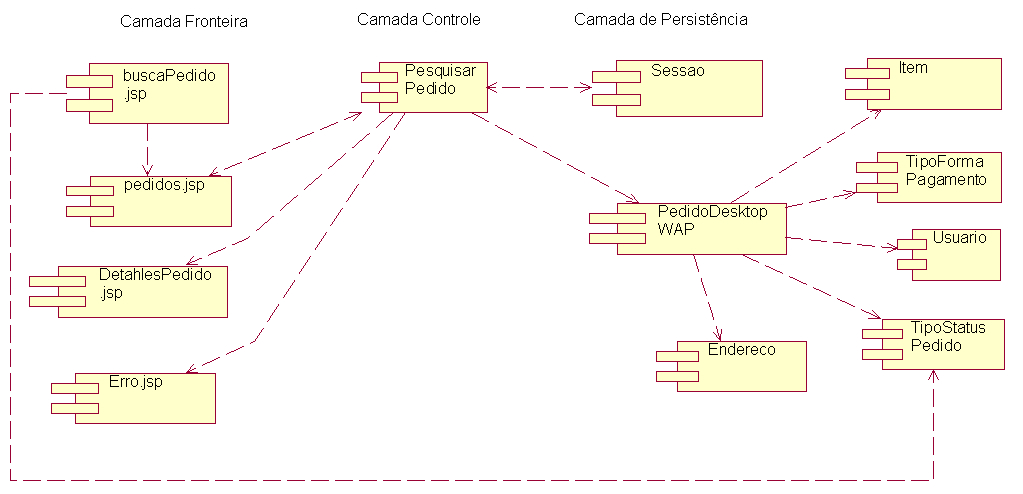 Camada Fronteira
Camada Controle
Camada de Persistência
buscaPedido
.jsp
Pesquisar
Pedido
Sessao
Item
pedidos.jsp
TipoForma
Pagamento
PedidoDesktop
WAP
Usuario
DetahlesPedido
.jsp
TipoStatus
Pedido
Endereco
Erro.jsp